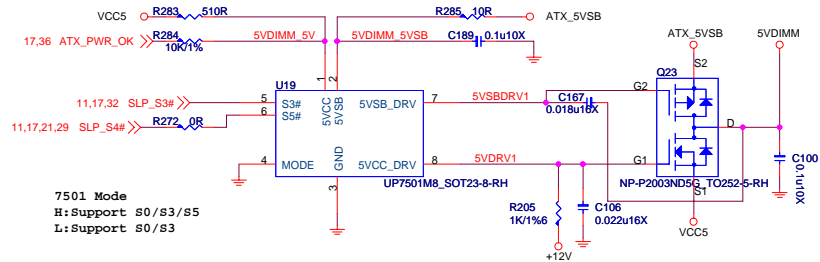 VCC5
R283
510R
17,36 ATX_PWR_OK
R284
10K/1%
5VDIMM_5V
5VDIMM_5VSB
R285
10R
ATX_5VSB
C189
0.1u10X
ATX_5VSB
5VDIMM
U19
1
2
S2
Q23
11,17,32 SLP_S3#
5
S3#
5VCC
5VSB
5VSB_DRV
7
5VSBDRV1
C167
0.018u16X
G2
11,17,21,29 SLP_S4#
R272
0R
6
S5#
D
4
MODE
GND
5VCC_DRV
8
5VDRV1
G1
C100
0.1u10X
3
UP7501M8_SOT23-8-RH
NP-P2003ND5G_TO252-5-RH
S1
7501 Mode
H:Support S0/S3/S5
L:Support S0/S3
R205
1K/1%6
C106
0.022u16X
+12V
VCC5